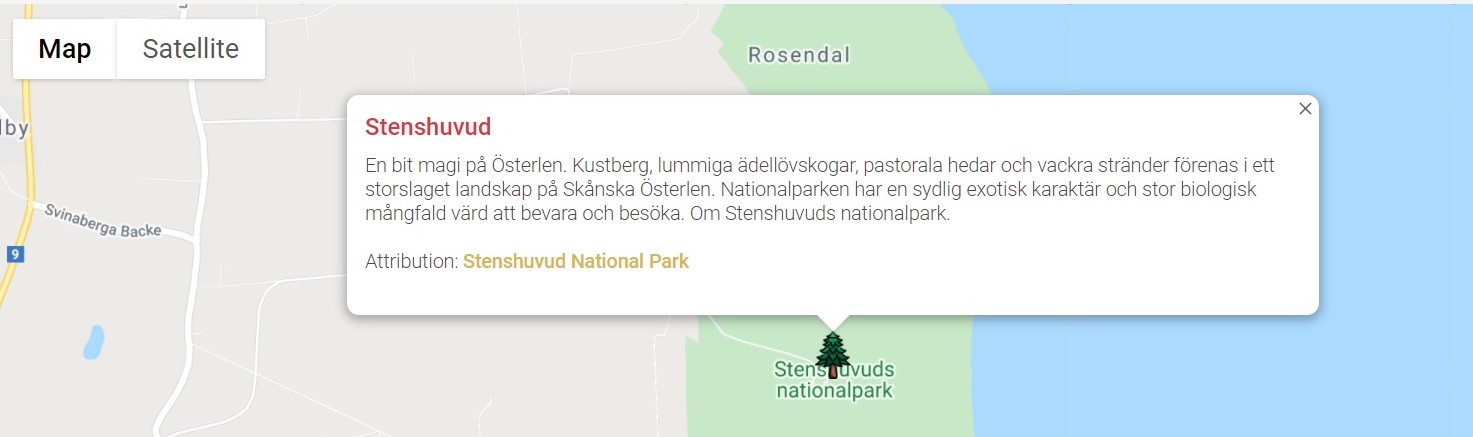 Map
Satellite
Rosendal
lby
Stenshuvud
En bit magi på Österlen. Kustberg, lummiga ädellövskogar, pastorala hedar och vackra stränder förenas i ett
storslaget landskap på Skånska Österlen. Nationalparken har en sydlig exotisk karaktär och stor biologisk
mångfald värd att bevara och besöka. Om Stenshuvuds nationalpark.
Attribution: Stenshuvud National Park
Svinaberga Backe
9
Stenshuvuds
nationalpark